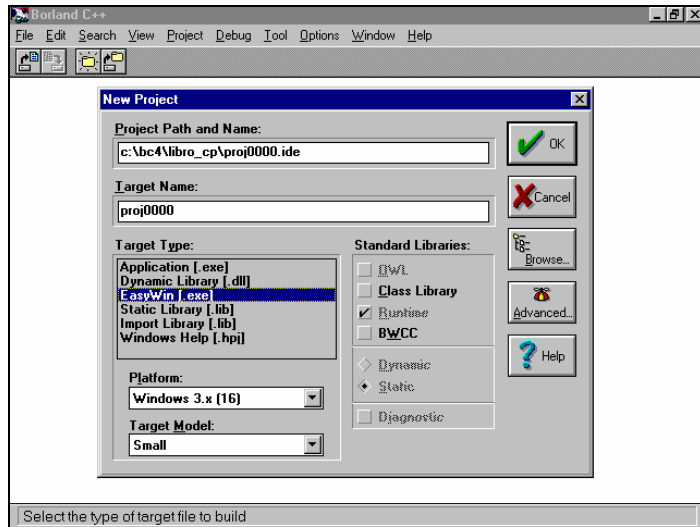 Borland C++
File Edit Search View Project Debug Tool Options Window Help
New Project
Project Path and Name:
c:\bc4\libro_cp\proj0000.ide
OK
Target Name:
proj0000
Cancel
Target Type:
Application [.exe]
Dynamic Library [.dll]
EasyWin [.exe]
Static Library [.lib]
Import Library [.lib]
Windows Help [.hpj]
Standard Libraries:
OWL
Class Library
Runtime
BWCC
Dynamic
Static
Diagnostic
Browse...
Advanced...
Help
Platform:
Windows 3.x (16)
Target Model:
Small
Select the type of target file to build